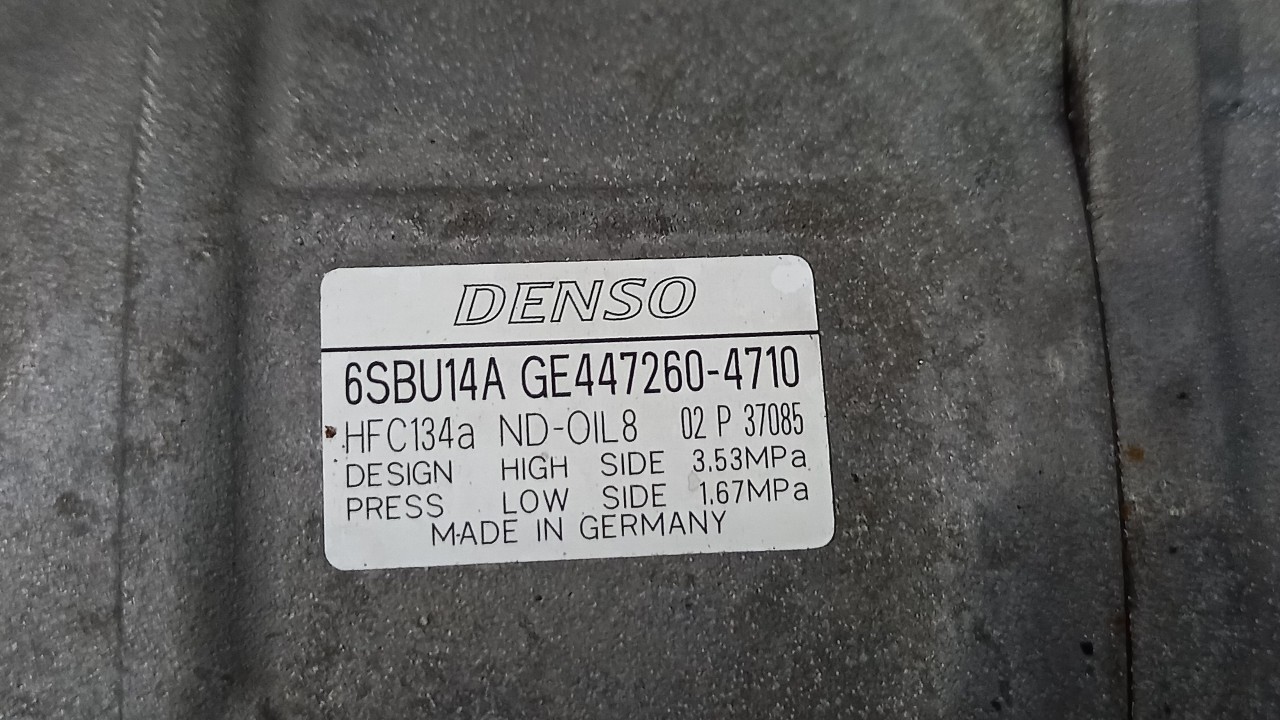 DENSO
6SBU14A GE447260-4710
HFC134a ND-OIL8 02 P 37085
DESIGN HIGH SIDE 3.53MPa
PRESS LOW SIDE 1.67MPa
MADE IN GERMANY